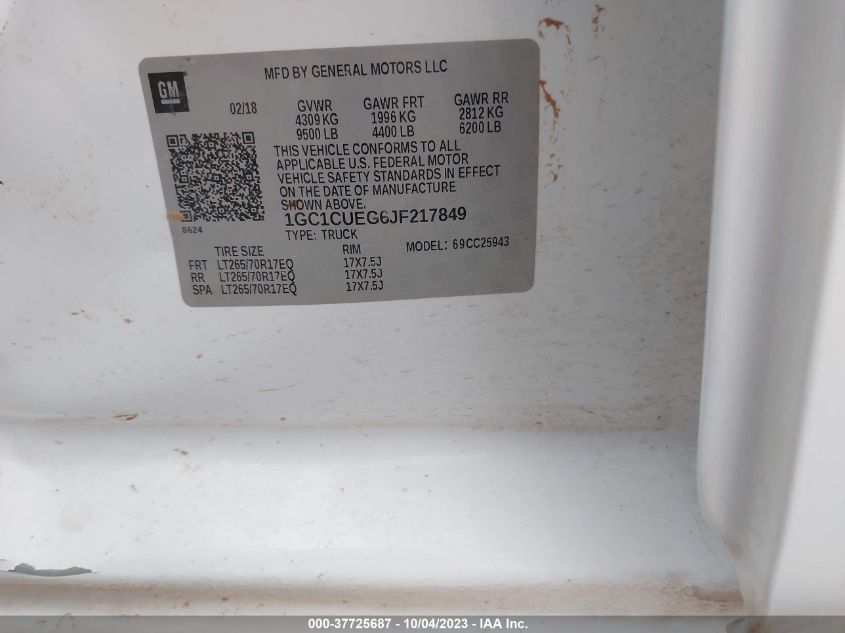 GM
MFD BY GENERAL MOTORS LLC
02/18 GVWR GAWR FRT GAWR RR
4309 KG 1996 KG 2812 KG
9500 LB 4400 LB 6200 LB
THIS VEHICLE CONFORMS TO ALL
APPLICABLE U.S. FEDERAL MOTOR
VEHICLE SAFETY STANDARDS IN EFFECT
ON THE DATE OF MANUFACTURE
SHOWN ABOVE.
8624
1GC1CUEG6JF217849
TYPE: TRUCK MODEL: 69CC25943
TIRE SIZE RIM
FRT LT265/70R17EQ 17X7.5J
RR LT265/70R17EQ 17X7.5J
SPA LT265/70R17EQ 17X7.5J
000-37725687 - 10/04/2023 - IAA Inc.